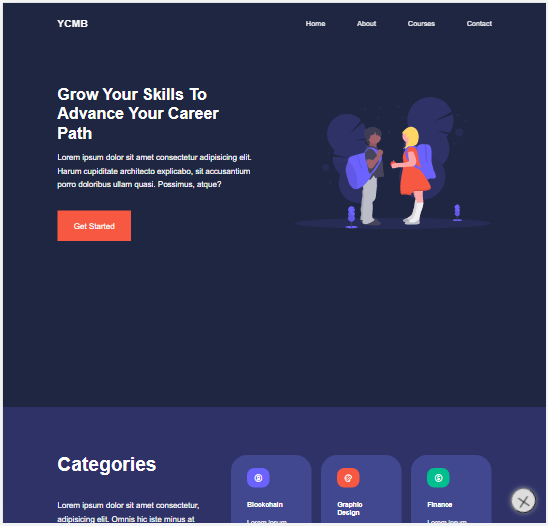 YCMB
Home About Courses Contact
Grow Your Skills To
Advance Your Career
Path
Lorem ipsum dolor sit amet consectetur adipisicing elit.
Harum cupiditate architecto explicabo, sit accusantium
porro doloribus ullam quasi. Possimus, atque?
Get Started
Categories
Lorem ipsum dolor sit amet consectetur,
adipisicing elit. Omnis hic iste minus at
Blookohain
Graphio
Design
Finance
Lorem ipsum
Lorem ipsum